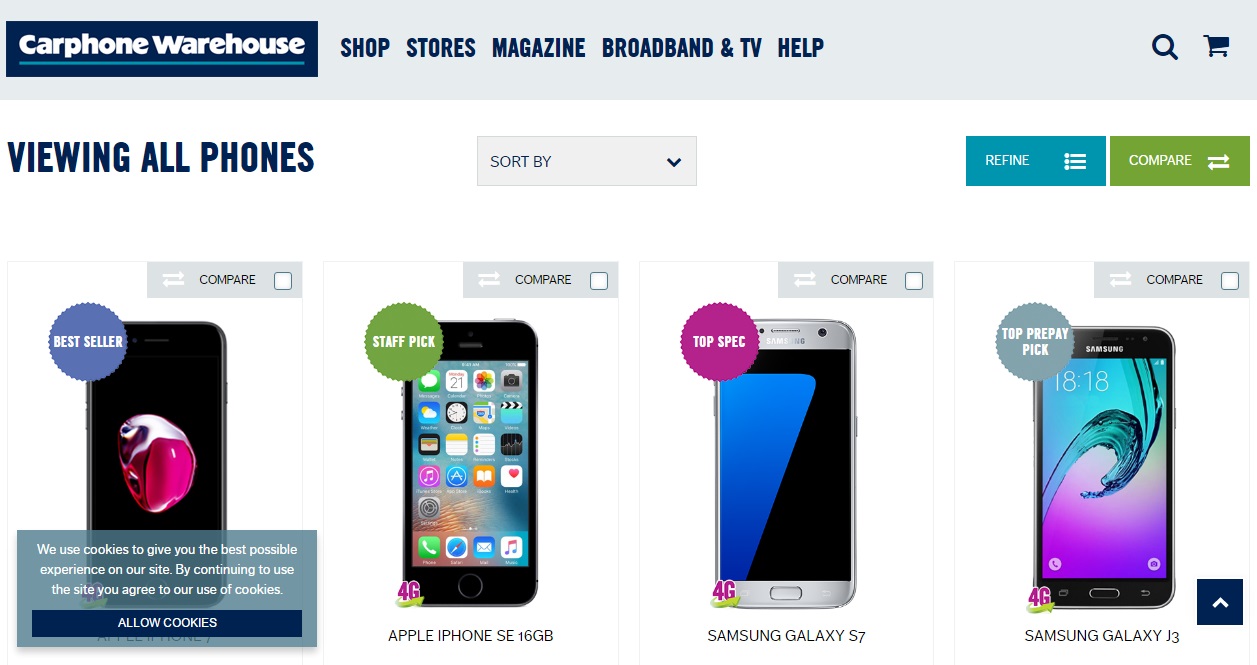 Carphone Warehouse
SHOP STORES MAGAZINE BROADBAND & TV HELP
VIEWING ALL PHONES
SORT BY
REFINE
COMPARE
COMPARE
COMPARE
COMPARE
COMPARE
BEST SELLER
STAFF PICK
TOP SPEC
TOP PREPAY
PICK
SAMSUNG
SAMSUNG
18:18
21
We use cookies to give you the best possible
experience on our site. By continuing to use
the site you agree to our use of cookies.
ALLOW COOKIES
4G
4G
4G
APPLE IPHONE 7
APPLE IPHONE SE 16GB
SAMSUNG GALAXY S7
SAMSUNG GALAXY J3